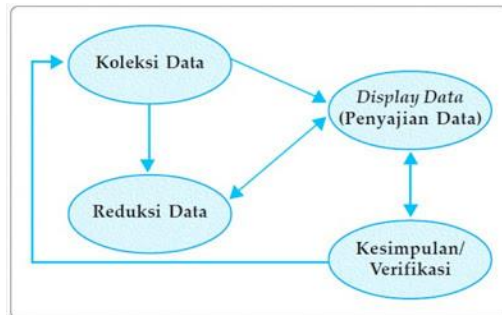 Koleksi Data
Display Data
(Penyajian Data)
Reduksi Data
Kesimpulan/
Verifikasi